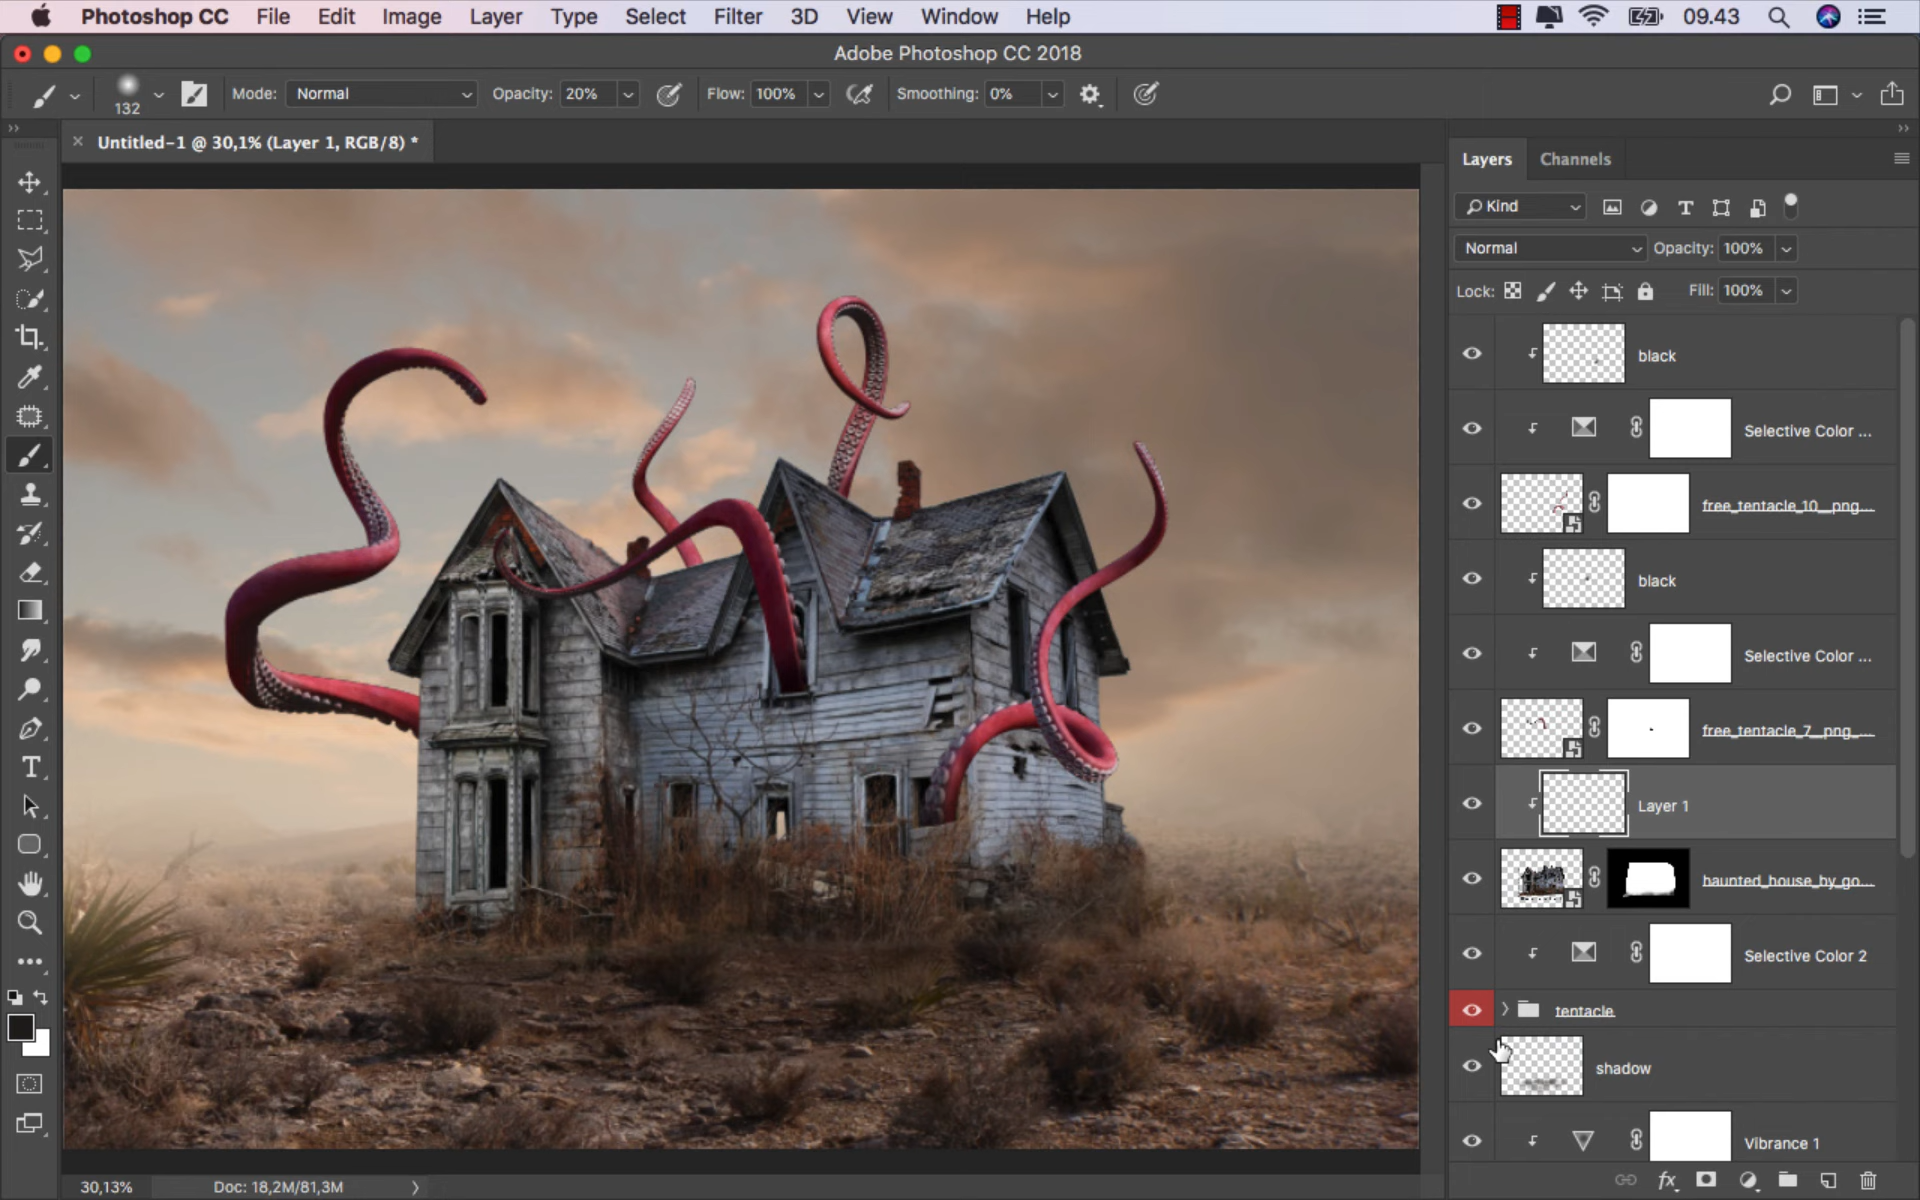 Photoshop CC File Edit Image Layer Type Select Filter 3D View Window Help 09.43
Adobe Photoshop CC 2018
132 Mode: Normal Opacity: 20% Flow: 100% Smoothing: 0%
Untitled-1 @ 30,1% (Layer 1, RGB/8) *
Layers Channels
Kind
Normal Opacity: 100%
Lock: Fill: 100%
black
Selective Color ...
free_tentacle_10__png...
black
Selective Color ...
free_tentacle_7__png_...
Layer 1
haunted_house_by_go...
Selective Color 2
tentacle
shadow
Vibrance 1
30,13% Doc: 18,2M/81,3M